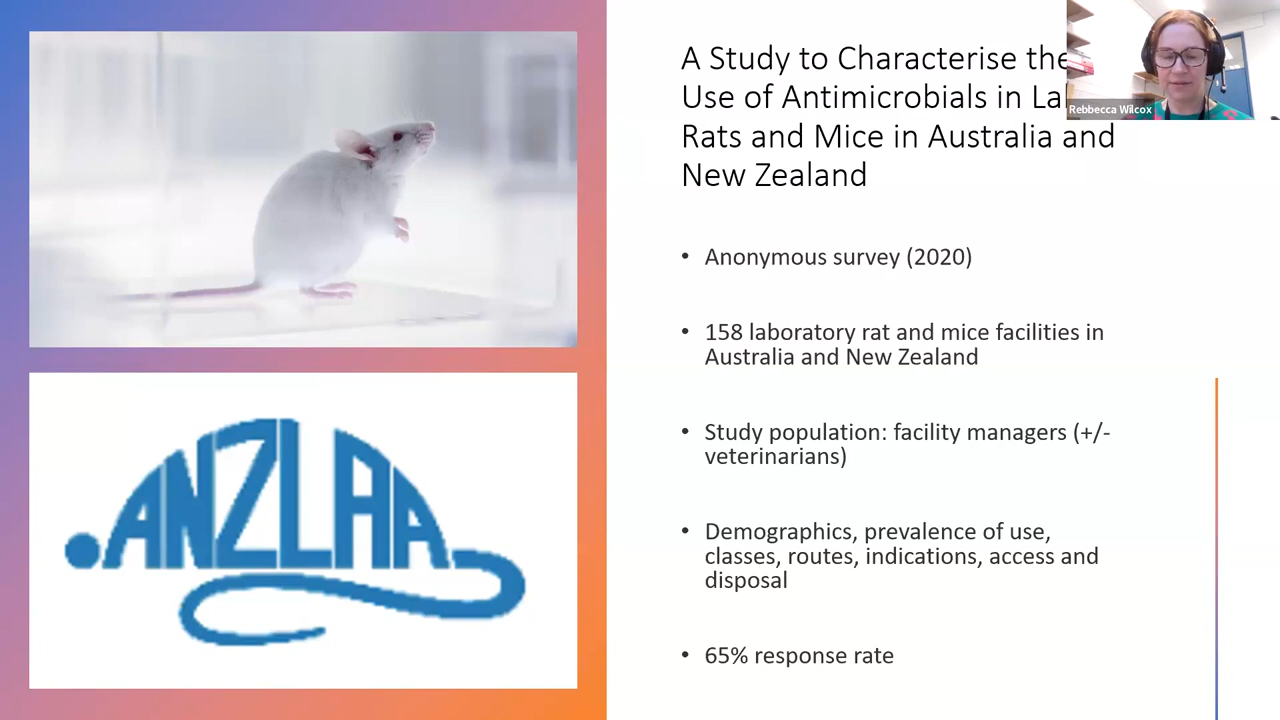 A Study to Characterise the
Use of Antimicrobials in
Rats and Mice in Australia and
New Zealand
Rebbecca Wilcox
• Anonymous survey (2020)
• 158 laboratory rat and mice facilities in
Australia and New Zealand
• Study population: facility managers (+/-
veterinarians)
• Demographics, prevalence of use,
classes, routes, indications, access and
disposal
• 65% response rate
ANZLAA